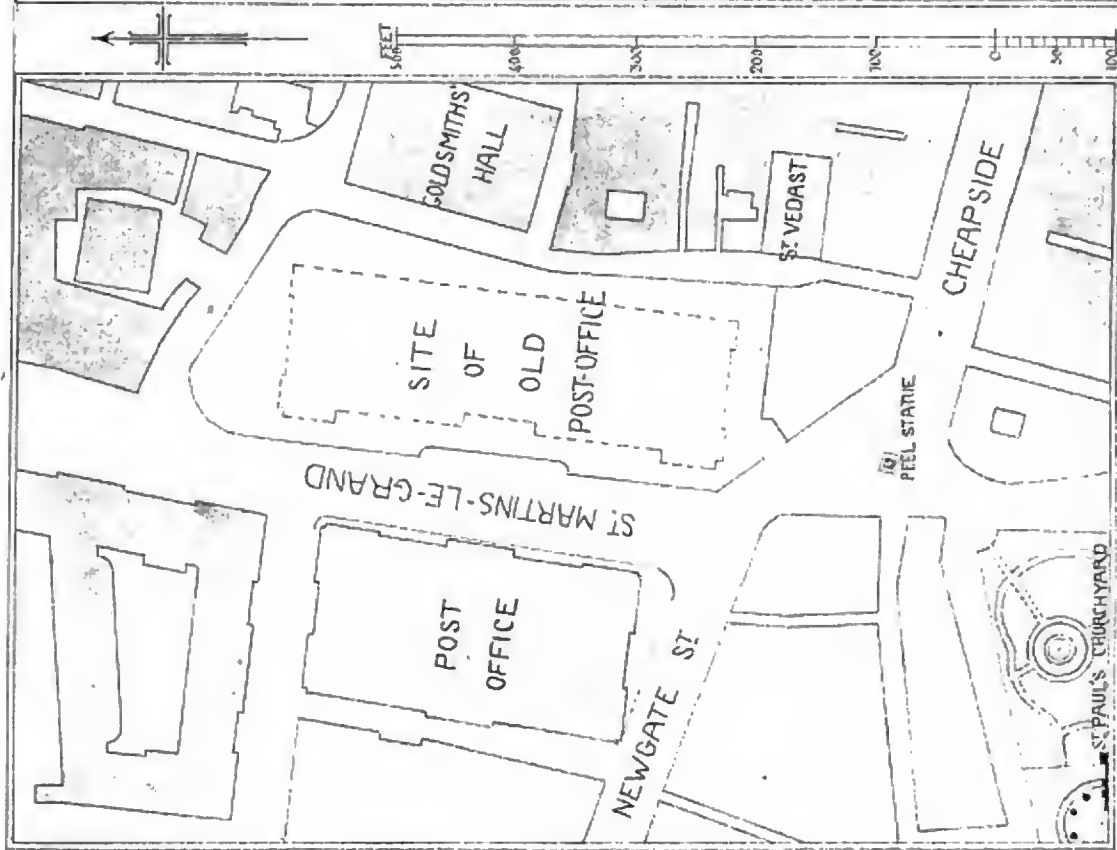 FEET
500
400
300
200
100
0
50
100
GOLDSMITHS'
HALL
ST VEDAST
CHEAPSIDE
SITE
OF
OLD
POST-OFFICE
PEEL STATUE
ST MARTINS-LE-GRAND
POST
OFFICE
NEWGATE ST
ST PAUL'S CHURCHYARD